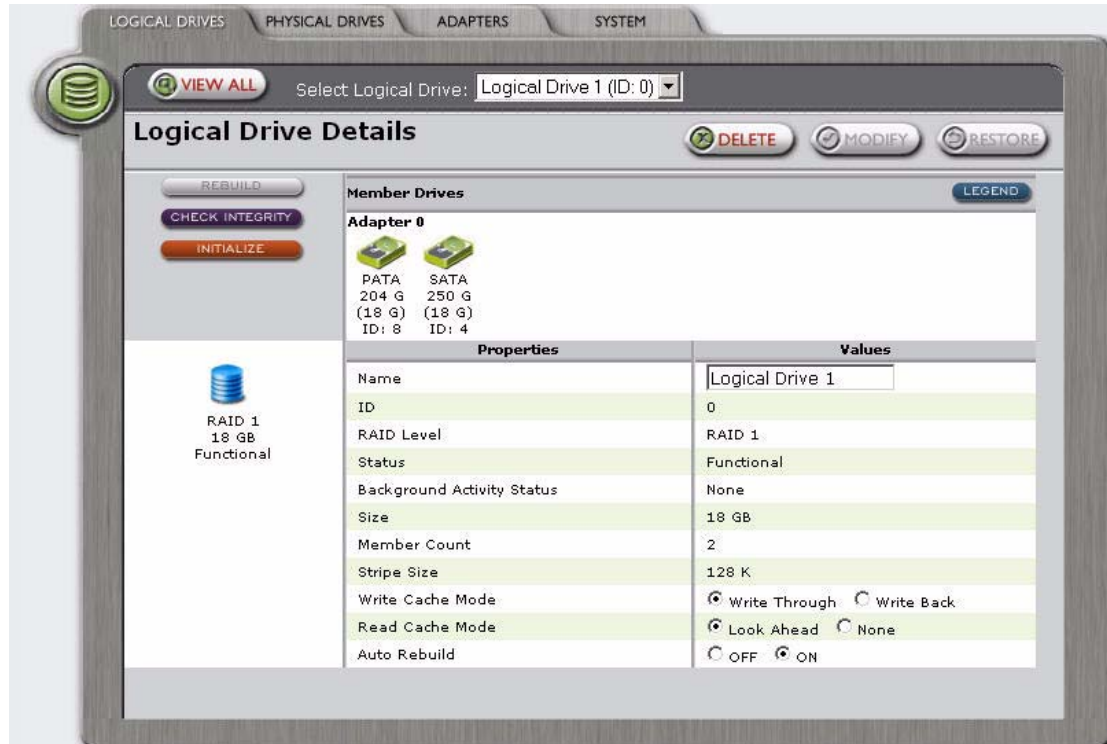 LOGICAL DRIVES PHYSICAL DRIVES ADAPTERS SYSTEM
VIEW ALL Select Logical Drive: Logical Drive 1 (ID: 0)
Logical Drive Details DELETE MODIFY RESTORE
REBUILD
CHECK INTEGRITY
INITIALIZE
Member Drives LEGEND
Adapter 0
PATA SATA
204 G 250 G
(18 G) (18 G)
ID: 8 ID: 4
RAID 1
18 GB
Functional
Properties Values
Name Logical Drive 1
ID 0
RAID Level RAID 1
Status Functional
Background Activity Status None
Size 18 GB
Member Count 2
Stripe Size 128 K
Write Cache Mode Write Through Write Back
Read Cache Mode Look Ahead None
Auto Rebuild OFF ON